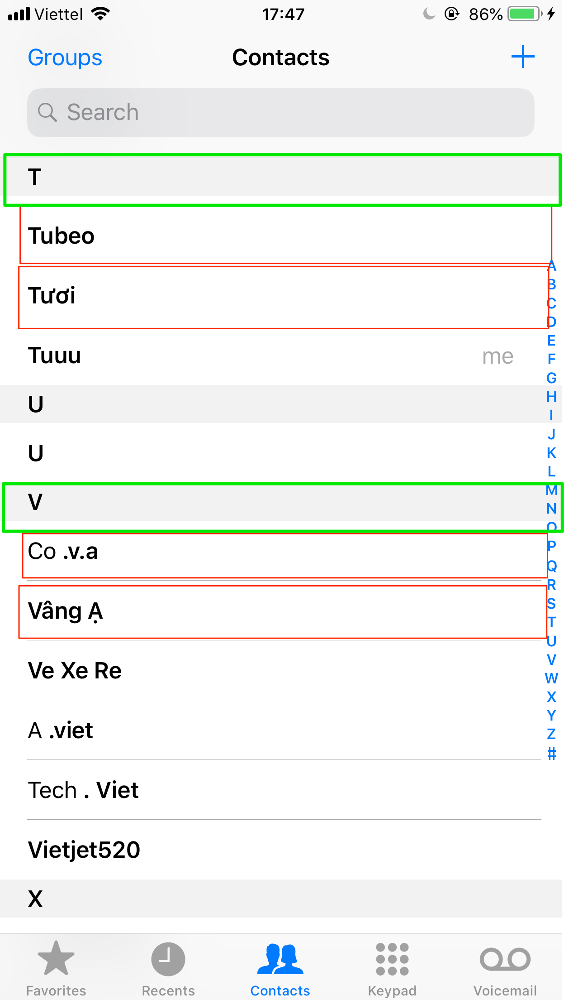 Viettel 17:47 86%
Groups Contacts +
Search
T
Tubeo
Tươi
Tuuu me
U
U
V
Co .v.a
Vâng Ạ
Ve Xe Re
A .viet
Tech . Viet
Vietjet520
X
A
B
C
D
E
F
G
H
I
J
K
L
M
N
O
P
Q
R
S
T
U
V
W
X
Y
Z
#
Favorites Recents Contacts Keypad Voicemail